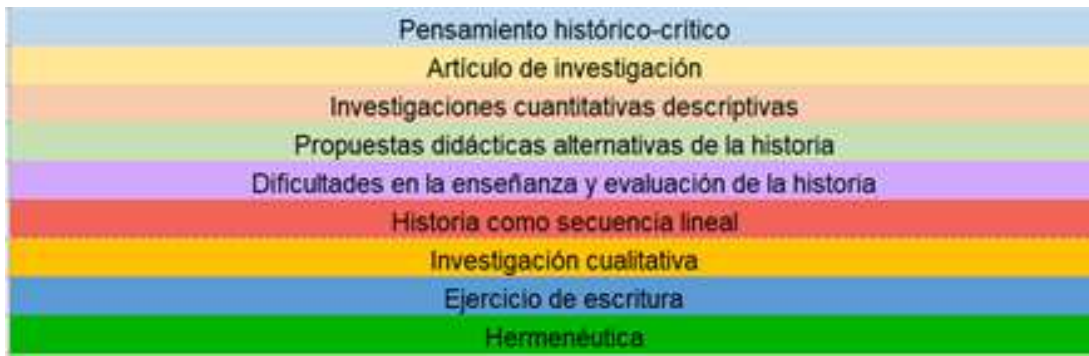 Pensamiento histórico-crítico
Artículo de investigación
Investigaciones cuantitativas descriptivas
Propuestas didácticas alternativas de la historia
Dificultades en la enseñanza y evaluación de la historia
Historia como secuencia lineal
Investigación cualitativa
Ejercicio de escritura
Hermenéutica